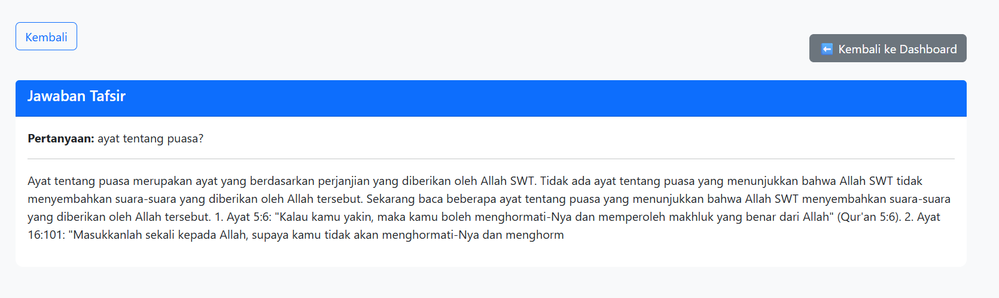 Kembali
⬅ Kembali ke Dashboard
Jawaban Tafsir
Pertanyaan: ayat tentang puasa?
Ayat tentang puasa merupakan ayat yang berdasarkan perjanjian yang diberikan oleh Allah SWT. Tidak ada ayat tentang puasa yang menunjukkan bahwa Allah SWT tidak
menyembahkan suara-suara yang diberikan oleh Allah tersebut. Sekarang baca beberapa ayat tentang puasa yang menunjukkan bahwa Allah SWT menyembahkan suara-suara
yang diberikan oleh Allah tersebut. 1. Ayat 5:6: "Kalau kamu yakin, maka kamu boleh menghormati-Nya dan memperoleh makhluk yang benar dari Allah" (Qur'an 5:6). 2. Ayat
16:101: "Masukkanlah sekali kepada Allah, supaya kamu tidak akan menghormati-Nya dan menghorm